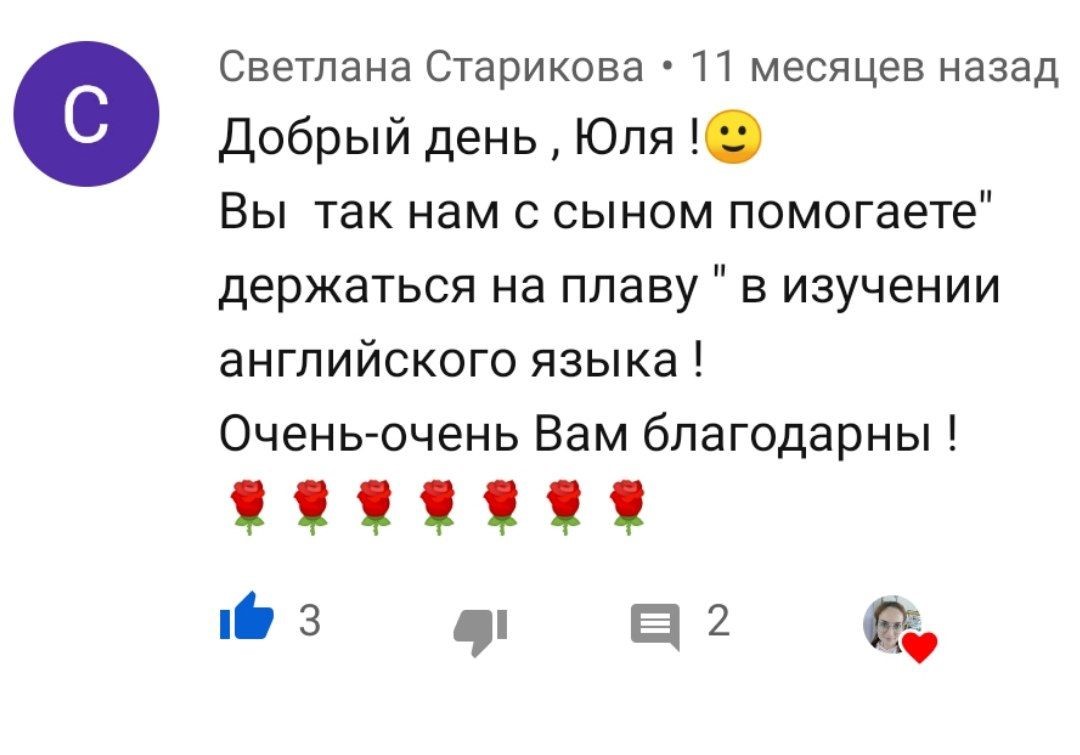 С
Светлана Старикова • 11 месяцев назад
Добрый день , Юля !🙂
Вы так нам с сыном помогаете"
держаться на плаву " в изучении
английского языка !
Очень-очень Вам благодарны !
🌹🌹🌹🌹🌹🌹🌹
3 2